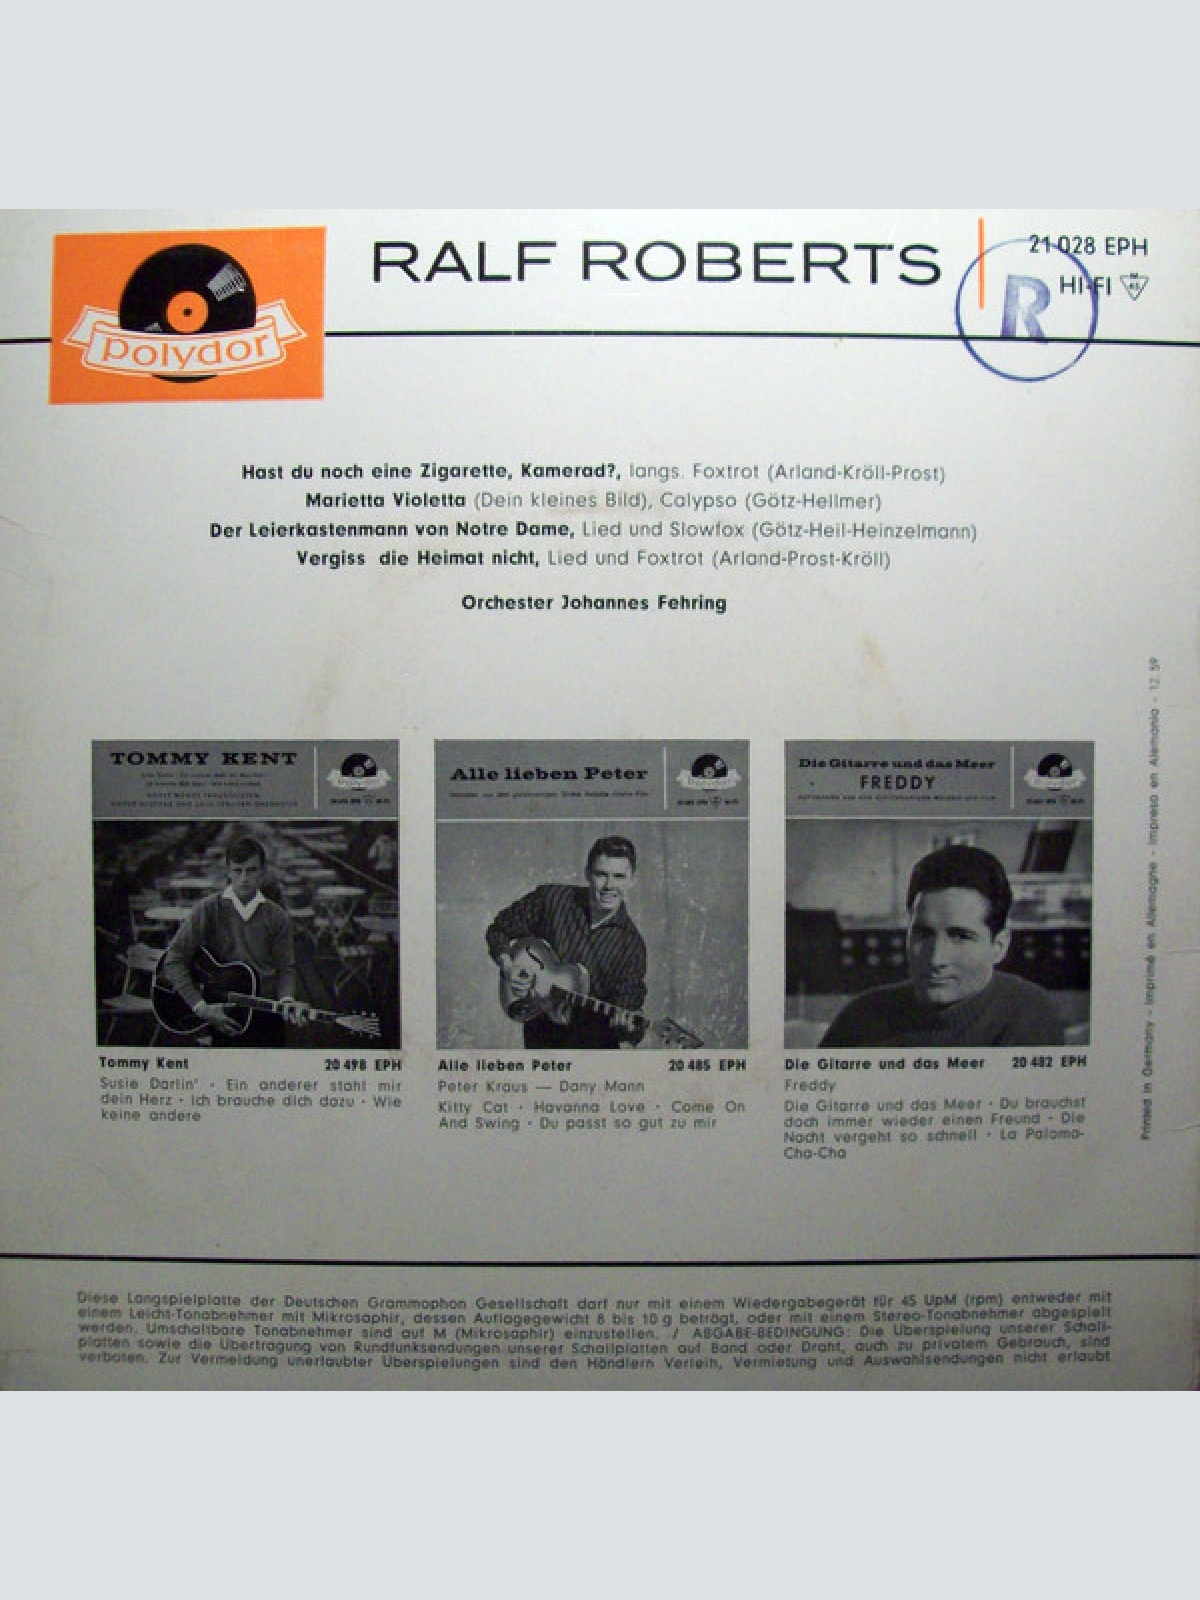 polydor
RALF ROBERTS
21 028 EPH
HI-FI
M
45
R
Hast du noch eine Zigarette, Kamerad?, langs. Foxtrot (Arland-Kröll-Prost)
Marietta Violetta (Dein kleines Bild), Calypso (Götz-Hellmer)
Der Leierkastenmann von Notre Dame, Lied und Slowfox (Götz-Heil-Heinzelmann)
Vergiss die Heimat nicht, Lied und Foxtrot (Arland-Prost-Kröll)
Orchester Johannes Fehring
TOMMY KENT
Alle lieben Peter
Die Gitarre und das Meer
FREDDY
Tommy Kent 20 498 EPH
Susie Darlin' · Ein anderer stahl mir
dein Herz · Ich brauche dich dazu · Wie
keine andere
Alle lieben Peter 20 485 EPH
Peter Kraus — Dany Mann
Kitty Cat · Havanna Love · Come On
And Swing · Du passt so gut zu mir
Die Gitarre und das Meer 20 482 EPH
Freddy
Die Gitarre und das Meer · Du brauchst
doch immer wieder einen Freund · Die
Nacht vergeht so schnell · La Paloma-
Cha-Cha
Printed in Germany - Imprimé en Allemagne - Impreso en Alemania - 12. 59
Diese Langspielplatte der Deutschen Grammophon Gesellschaft darf nur mit einem Wiedergabegerät für 45 UpM (rpm) entweder mit
einem Leicht-Tonabnehmer mit Mikrosaphir, dessen Auflagegewicht 8 bis 10 g beträgt, oder mit einem Stereo-Tonabnehmer abgespielt
werden. Umschaltbare Tonabnehmer sind auf M (Mikrosaphir) einzustellen. / ABGABE-BEDINGUNG: Die Überspielung unserer Schall-
platten sowie die Übertragung von Rundfunksendungen unserer Schallplatten auf Band oder Draht, auch zu privatem Gebrauch, sind
verboten. Zur Vermeidung unerlaubter Überspielungen sind den Händlern Verleih, Vermietung und Auswahlsendungen nicht erlaubt